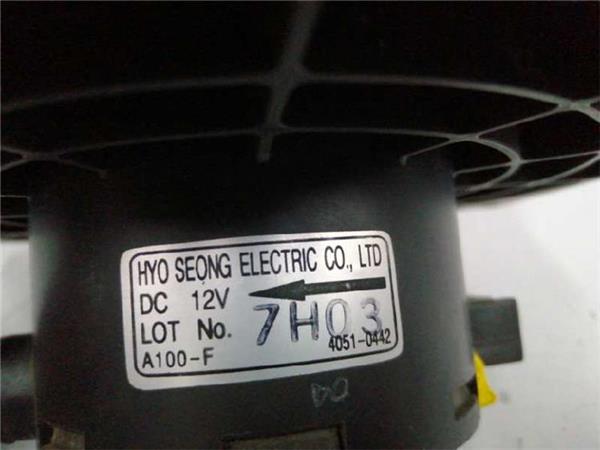 HYO SEONG ELECTRIC CO., LTD
DC 12V
LOT No. 7H03
4051-0442
A100-F